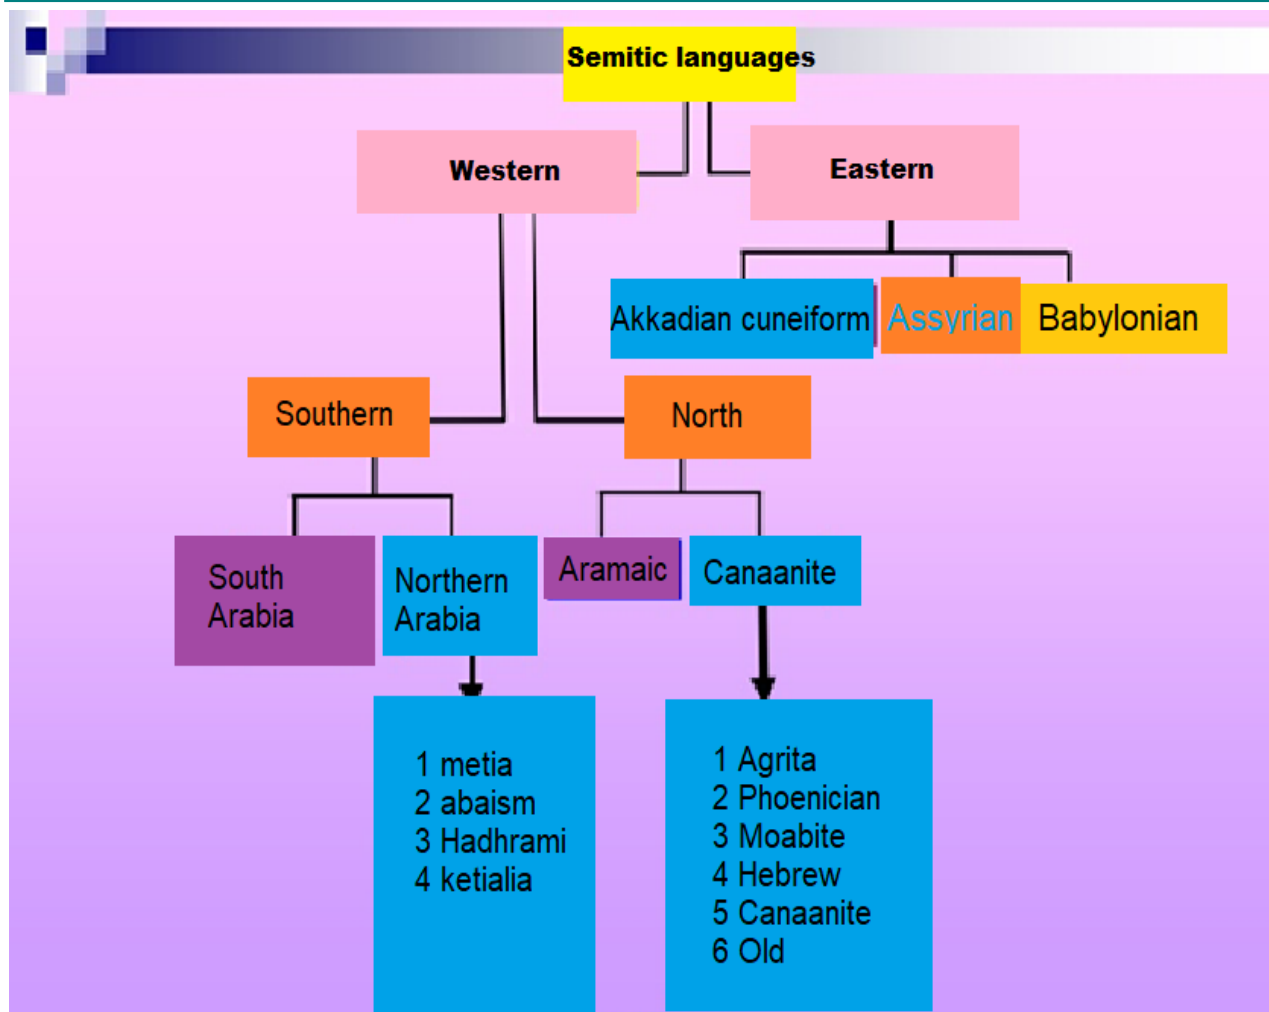 Semitic languages
Western
Eastern
Akkadian cuneiform
Assyrian
Babylonian
Southern
North
South
Arabia
Northern
Arabia
Aramaic
Canaanite
1 metia
2 abaism
3 Hadhrami
4 ketialia
1 Agrita
2 Phoenician
3 Moabite
4 Hebrew
5 Canaanite
6 Old